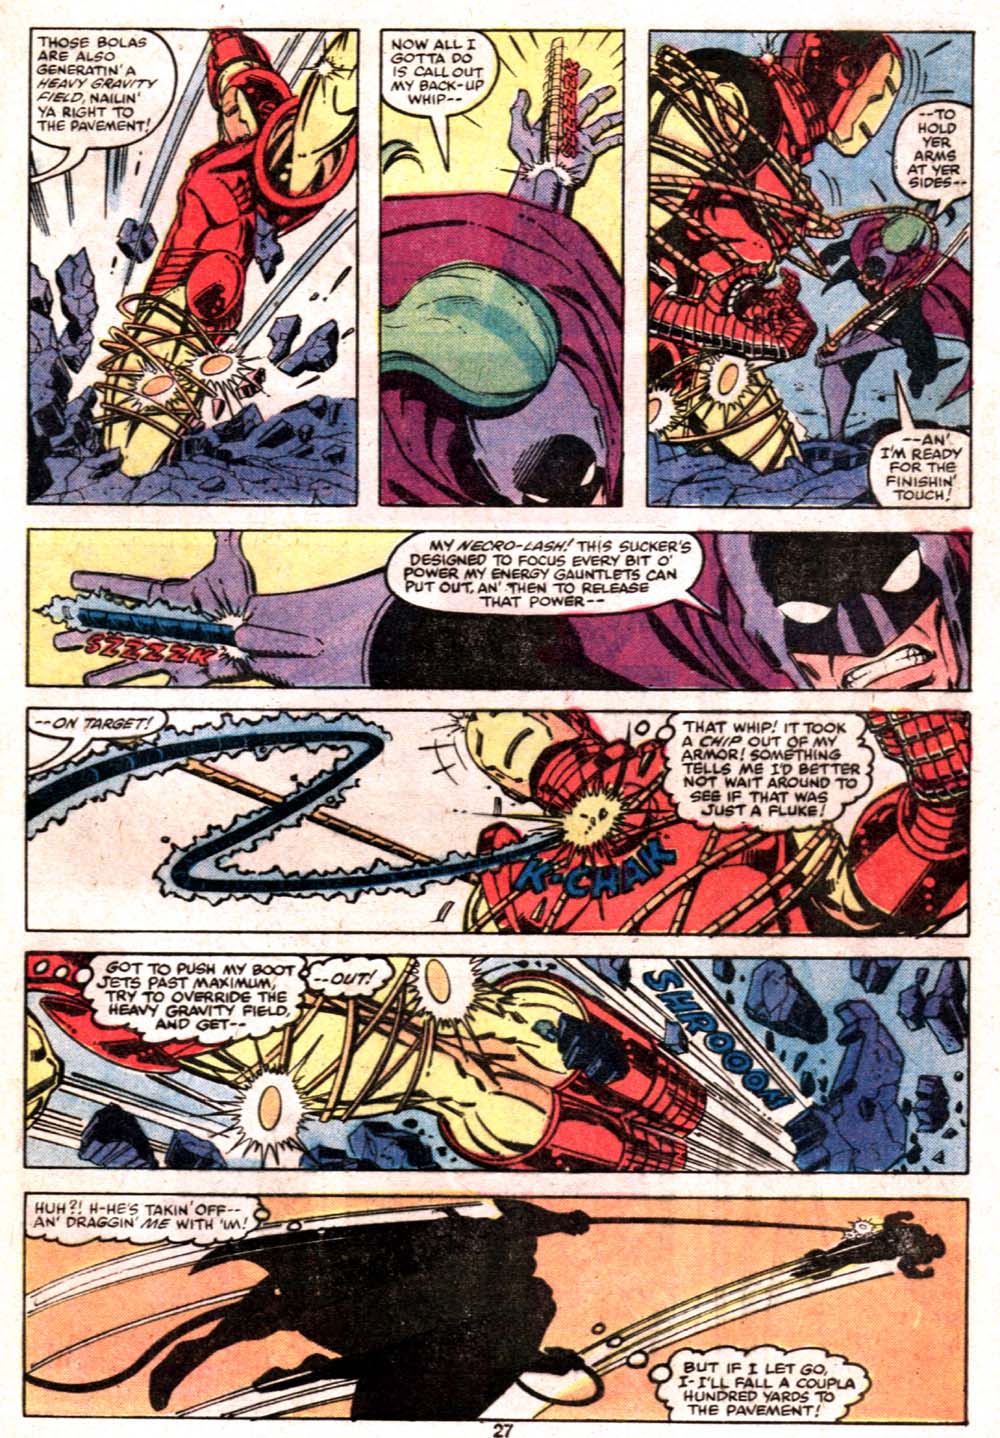 THOSE BOLAS
ARE ALSO
GENERATIN' A
HEAVY GRAVITY
FIELD, NAILIN'
YA RIGHT TO
THE PAVEMENT!
NOW ALL I
GOTTA DO
IS CALL OUT
MY BACK-UP
WHIP--
SZZZZK
--TO
HOLD
YER
ARMS
AT YER
SIDES--
--AN'
I'M READY
FOR THE
FINISHIN'
TOUCH!
MY NECRO-LASH! THIS SUCKER'S
DESIGNED TO FOCUS EVERY BIT O'
POWER MY ENERGY GAUNTLETS CAN
PUT OUT, AN' THEN TO RELEASE
THAT POWER--
SZZZZK
--ON TARGET!
THAT WHIP! IT TOOK
A CHIP OUT OF MY
ARMOR! SOMETHING
TELLS ME I'D BETTER
NOT WAIT AROUND TO
SEE IF THAT WAS
JUST A FLUKE!
K-CHAK
GOT TO PUSH MY BOOT
JETS PAST MAXIMUM,
TRY TO OVERRIDE THE
HEAVY GRAVITY FIELD,
AND GET--
--OUT!
SHROOON
HUH?! H-HE'S TAKIN' OFF--
AN' DRAGGIN' ME WITH 'IM!
BUT IF I LET GO,
I-I'LL FALL A COUPLA
HUNDRED YARDS TO
THE PAVEMENT!
27